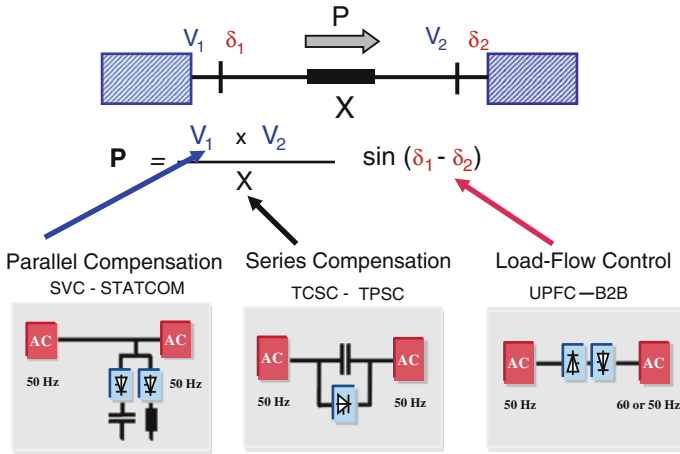 P
V1 δ1 V2 δ2
X
P = V1 x V2 sin (δ1 - δ2)
X
Parallel Compensation Series Compensation Load-Flow Control
SVC - STATCOM TCSC - TPSC UPFC—B2B
AC AC AC AC AC AC
50 Hz 50 Hz 50 Hz 50 Hz 50 Hz 60 or 50 Hz